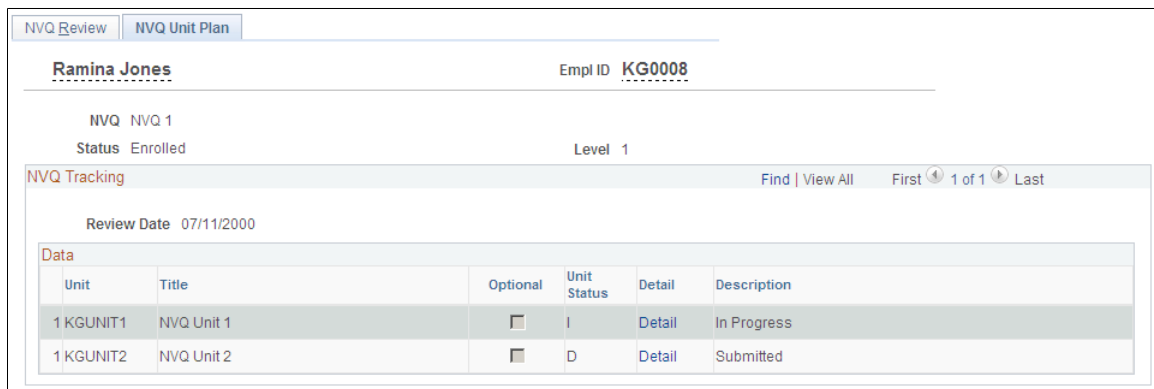 NVQ Review NVQ Unit Plan
Ramina Jones Empl ID KG0008
NVQ NVQ 1
Status Enrolled Level 1
NVQ Tracking Find | View All First 1 of 1 Last
Review Date 07/11/2000
Data
Unit Title Optional Unit Status Detail Description
1 KGUNIT1 NVQ Unit 1 I Detail In Progress
1 KGUNIT2 NVQ Unit 2 D Detail Submitted